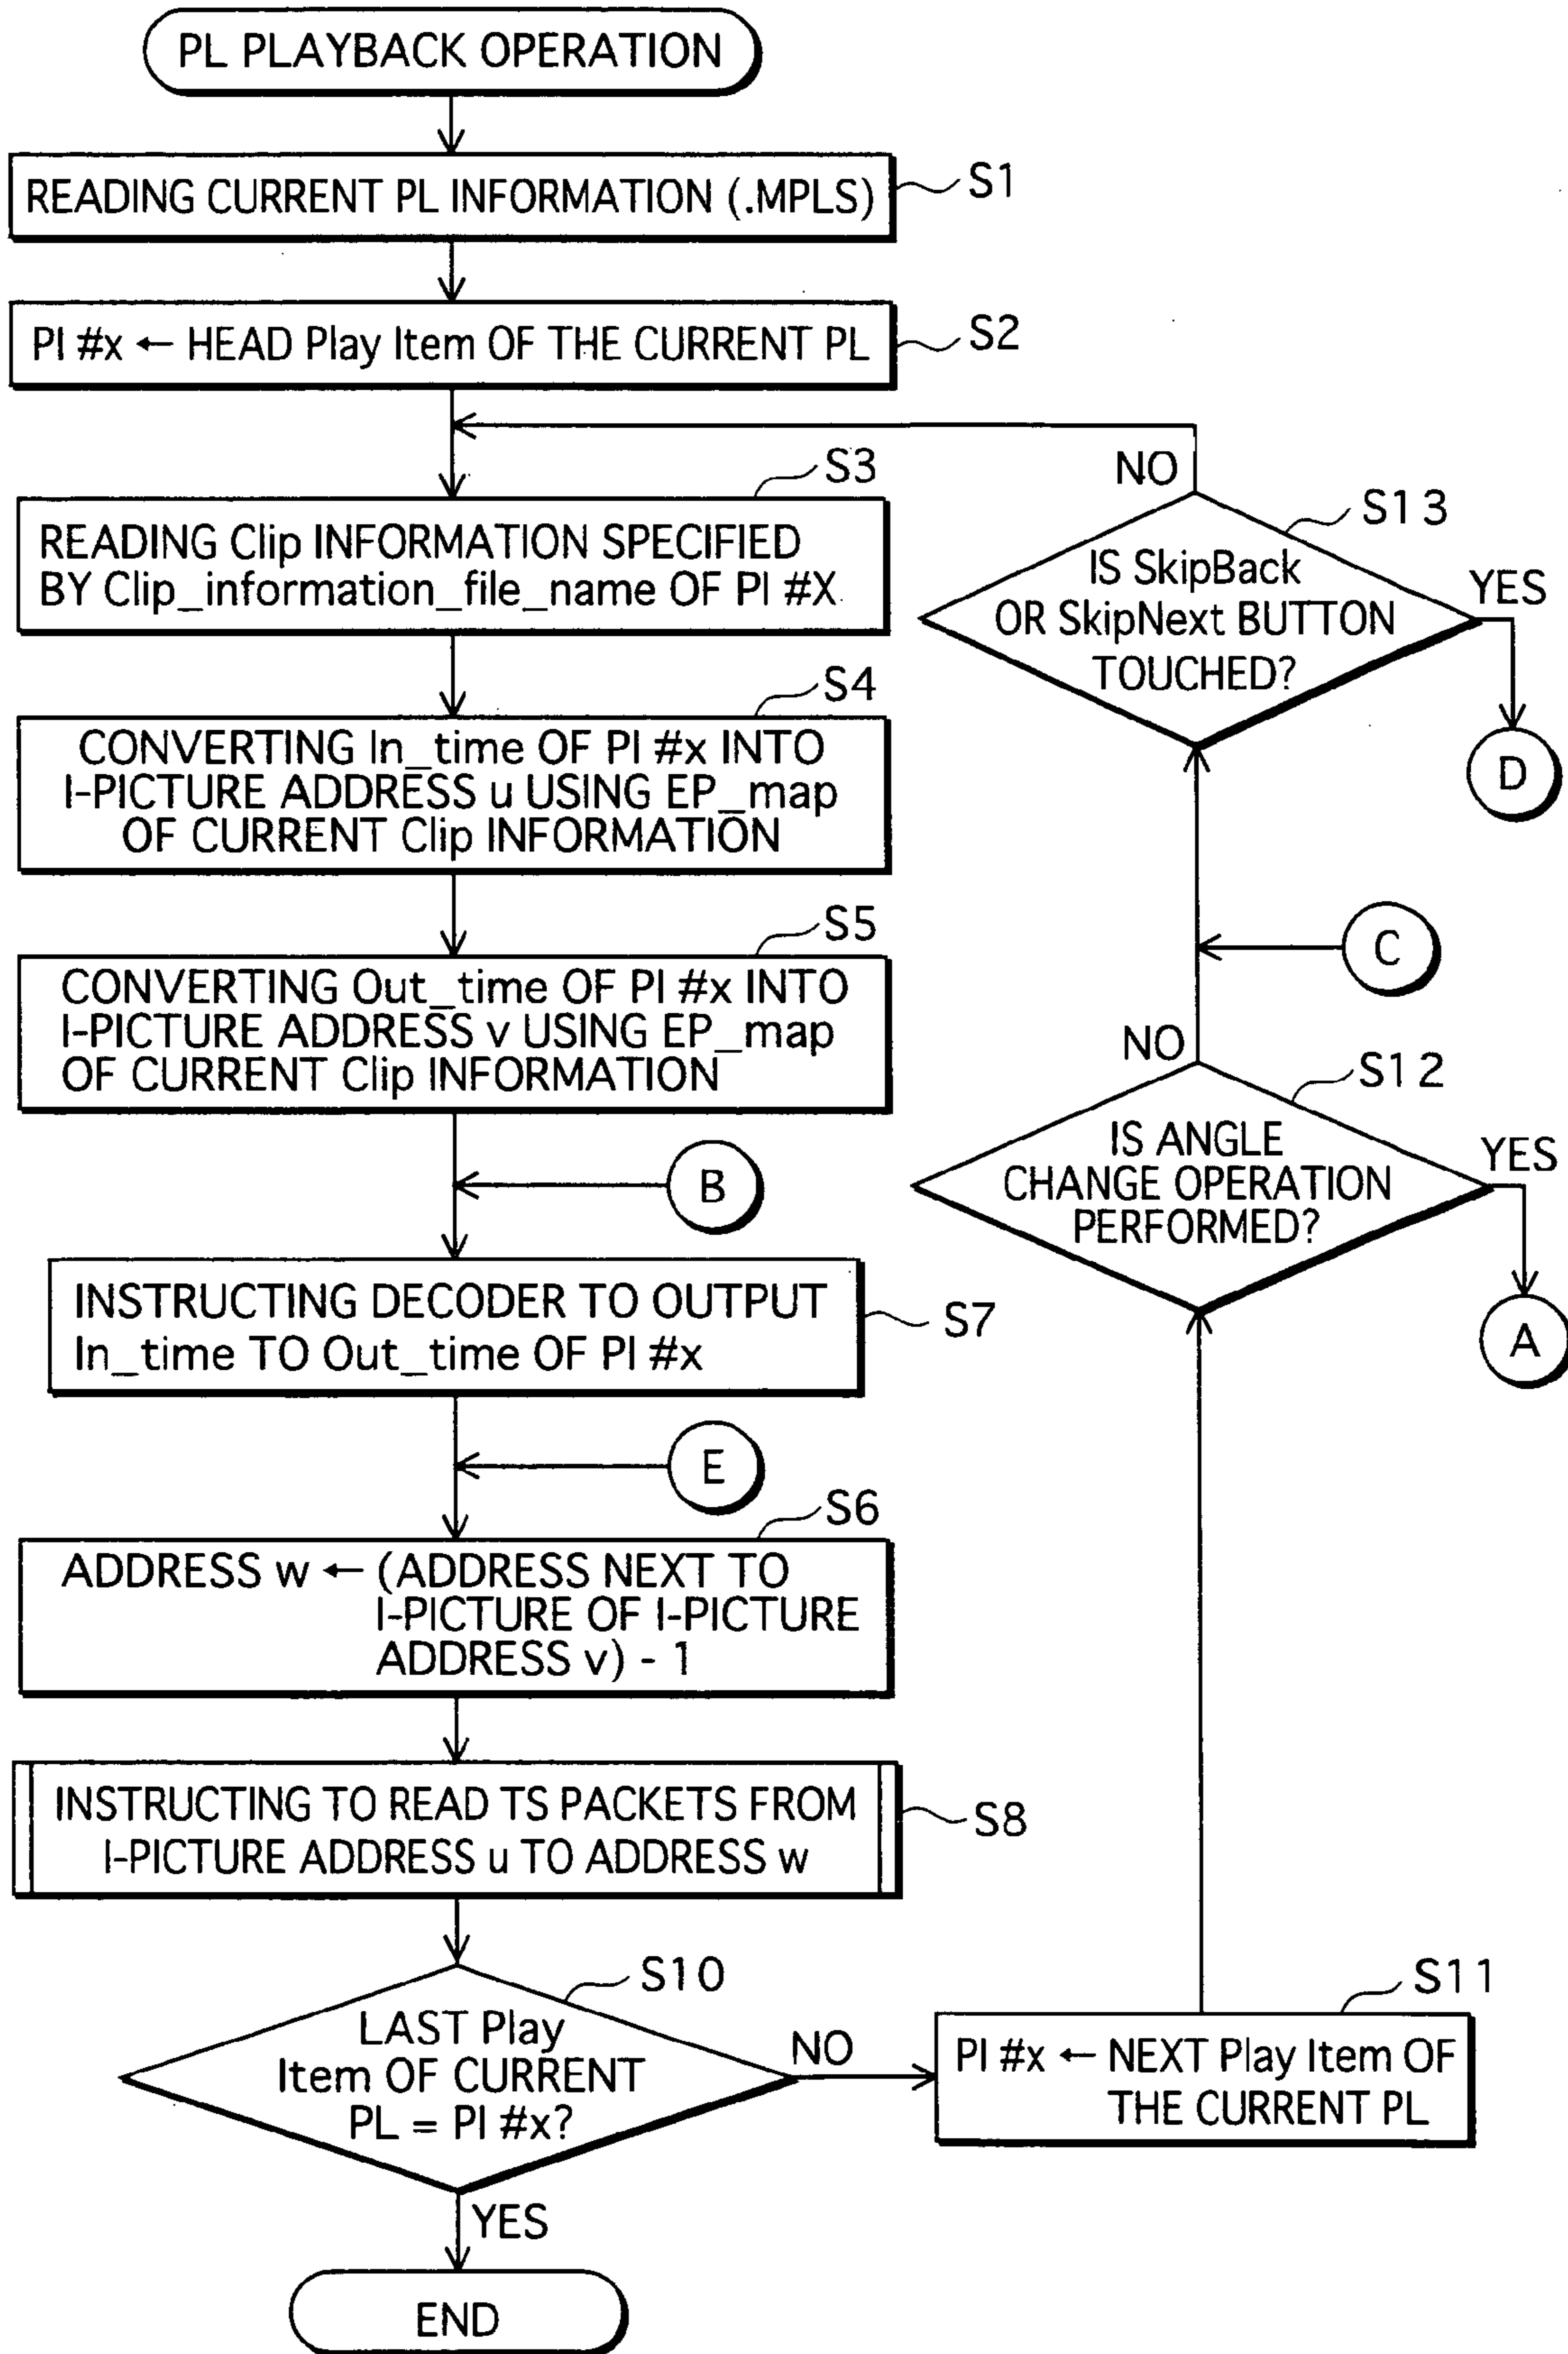 PL PLAYBACK OPERATION
READING CURRENT PL INFORMATION (.MPLS)
S1
PI #x ← HEAD Play Item OF THE CURRENT PL
S2
S3
READING Clip INFORMATION SPECIFIED
BY Clip_information_file_name OF PI #X
S4
CONVERTING In_time OF PI #x INTO
I-PICTURE ADDRESS u USING EP_map
OF CURRENT Clip INFORMATION
S5
CONVERTING Out_time OF PI #x INTO
I-PICTURE ADDRESS v USING EP_map
OF CURRENT Clip INFORMATION
B
INSTRUCTING DECODER TO OUTPUT
In_time TO Out_time OF PI #x
S7
E
S6
ADDRESS w ← (ADDRESS NEXT TO
I-PICTURE OF I-PICTURE
ADDRESS v) - 1
INSTRUCTING TO READ TS PACKETS FROM
I-PICTURE ADDRESS u TO ADDRESS w
S8
S10
LAST Play
Item OF CURRENT
PL = PI #x?
NO
YES
END
S11
PI #x ← NEXT Play Item OF
THE CURRENT PL
S12
IS ANGLE
CHANGE OPERATION
PERFORMED?
YES
A
NO
C
S13
IS SkipBack
OR SkipNext BUTTON
TOUCHED?
YES
D
NO